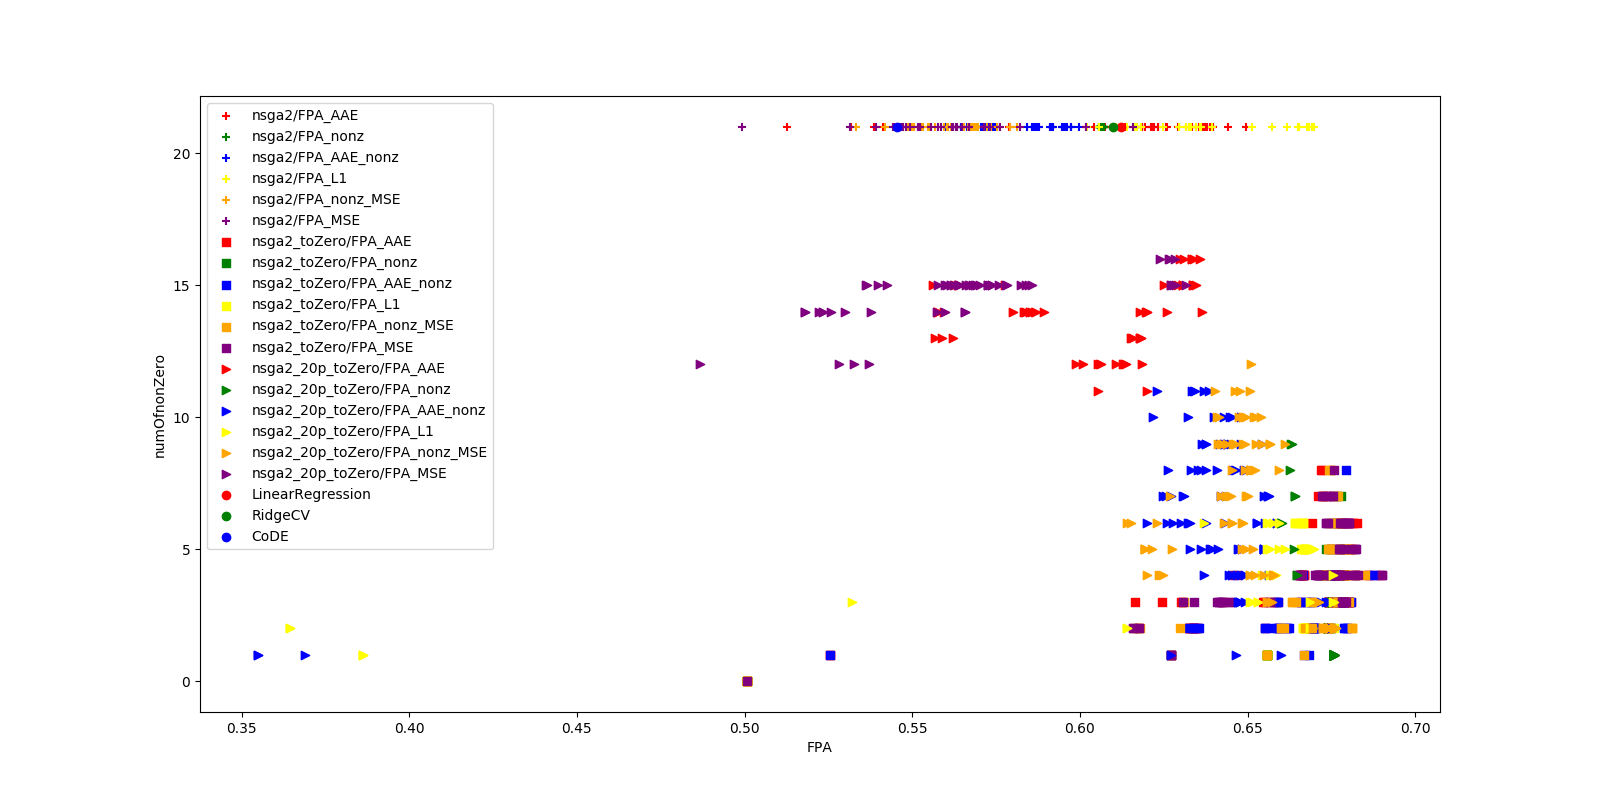 nsga2/FPA_AAE
nsga2/FPA_nonz
nsga2/FPA_AAE_nonz
nsga2/FPA_L1
nsga2/FPA_nonz_MSE
nsga2/FPA_MSE
nsga2_toZero/FPA_AAE
nsga2_toZero/FPA_nonz
nsga2_toZero/FPA_AAE_nonz
nsga2_toZero/FPA_L1
nsga2_toZero/FPA_nonz_MSE
nsga2_toZero/FPA_MSE
nsga2_20p_toZero/FPA_AAE
nsga2_20p_toZero/FPA_nonz
nsga2_20p_toZero/FPA_AAE_nonz
nsga2_20p_toZero/FPA_L1
nsga2_20p_toZero/FPA_nonz_MSE
nsga2_20p_toZero/FPA_MSE
LinearRegression
RidgeCV
CoDE
numOfnonZero
20
15
10
5
0
0.35 0.40 0.45 0.50 0.55 0.60 0.65 0.70
FPA